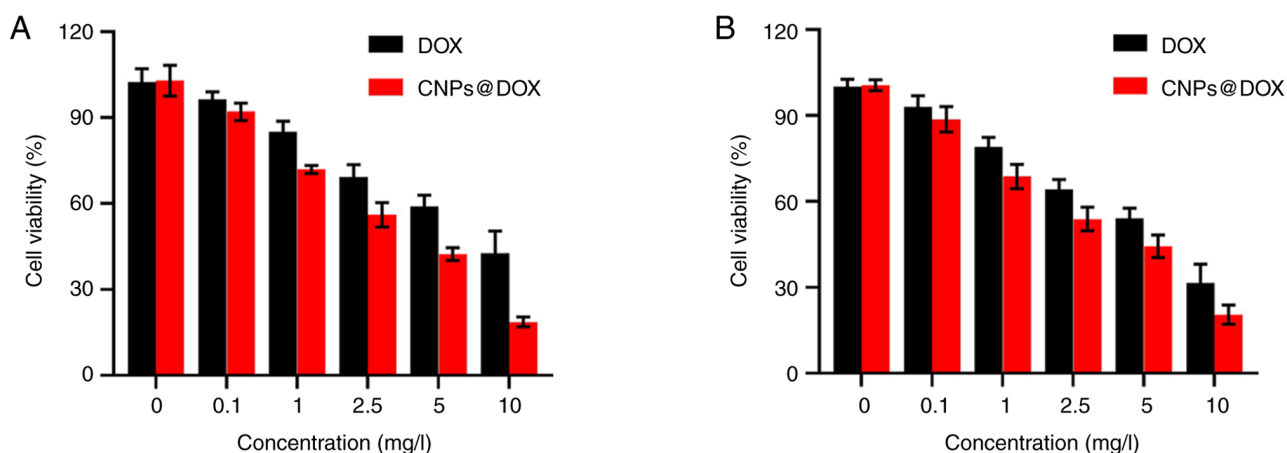 A
120
90
60
30
0
Cell viability (%)
DOX
CNPs@DOX
0 0.1 1 2.5 5 10
Concentration (mg/l)
B
120
90
60
30
0
Cell viability (%)
DOX
CNPs@DOX
0 0.1 1 2.5 5 10
Concentration (mg/l)